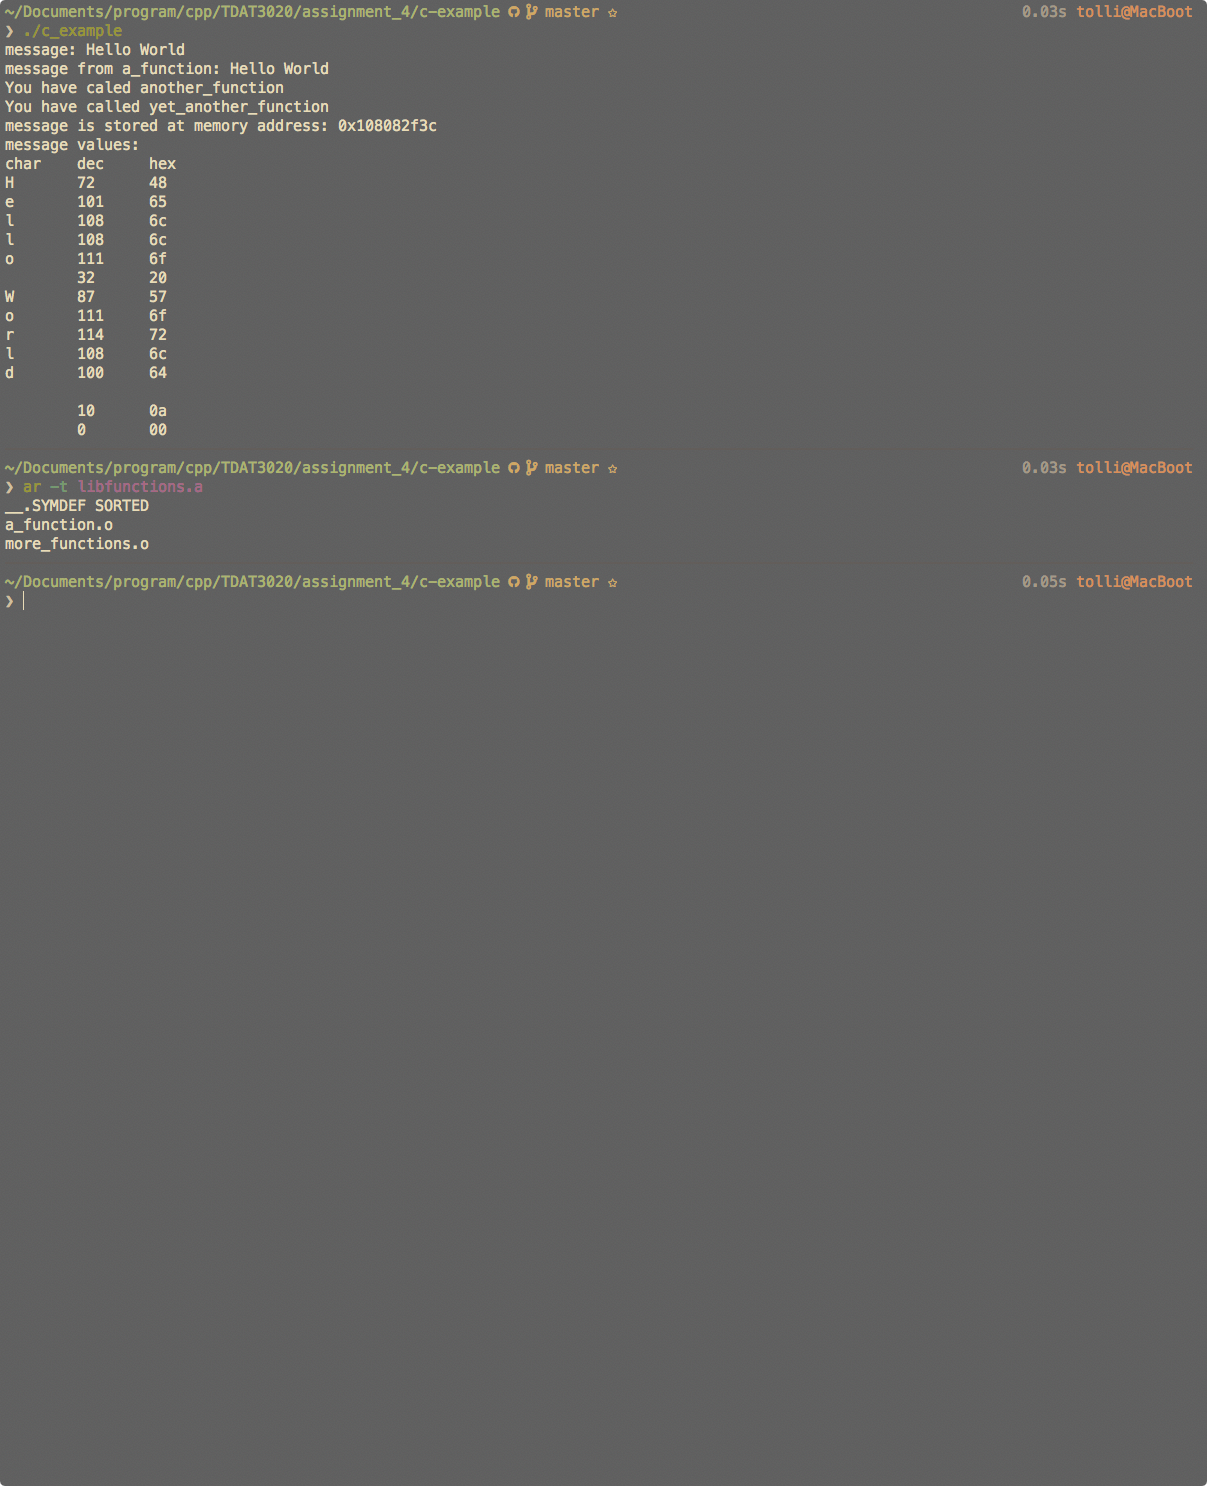 ~/Documents/program/cpp/TDAT3020/assignment_4/c-example master ☆ 0.03s tolli@MacBoot
❯ ./c_example
message: Hello World
message from a_function: Hello World
You have caled another_function
You have called yet_another_function
message is stored at memory address: 0x108082f3c
message values:
char dec hex
H 72 48
e 101 65
l 108 6c
l 108 6c
o 111 6f
32 20
W 87 57
o 111 6f
r 114 72
l 108 6c
d 100 64
10 0a
0 00
~/Documents/program/cpp/TDAT3020/assignment_4/c-example master ☆ 0.03s tolli@MacBoot
❯ ar -t libfunctions.a
__.SYMDEF SORTED
a_function.o
more_functions.o
~/Documents/program/cpp/TDAT3020/assignment_4/c-example master ☆ 0.05s tolli@MacBoot
❯